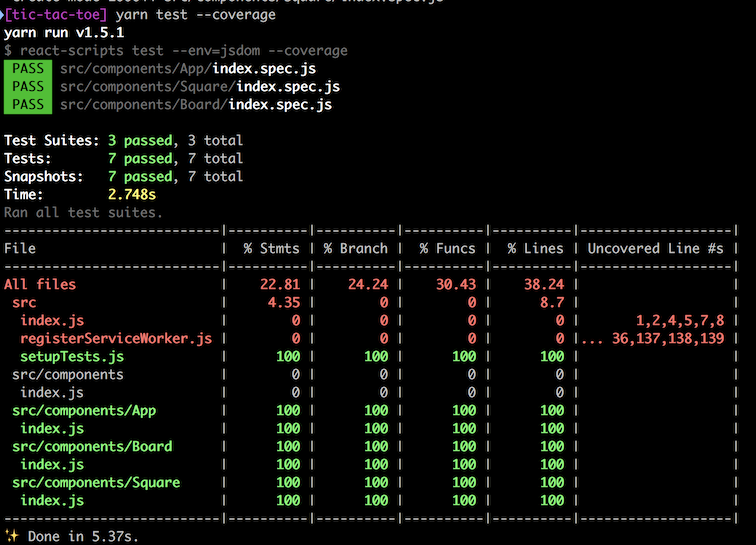 [tic-tac-toe] yarn test --coverage
yarn run v1.5.1
$ react-scripts test --env=jsdom --coverage
PASS src/components/App/index.spec.js
PASS src/components/Square/index.spec.js
PASS src/components/Board/index.spec.js
Test Suites: 3 passed, 3 total
Tests: 7 passed, 7 total
Snapshots: 7 passed, 7 total
Time: 2.748s
Ran all test suites.
---------------------------|----------|----------|----------|----------|-------------------|
File | % Stmts | % Branch | % Funcs | % Lines | Uncovered Line #s |
---------------------------|----------|----------|----------|----------|-------------------|
All files | 22.81 | 24.24 | 30.43 | 38.24 | |
src | 4.35 | 0 | 0 | 8.7 | |
index.js | 0 | 0 | 0 | 0 | 1,2,4,5,7,8 |
registerServiceWorker.js | 0 | 0 | 0 | 0 |... 36,137,138,139 |
setupTests.js | 100 | 100 | 100 | 100 | |
src/components | 0 | 0 | 0 | 0 | |
index.js | 0 | 0 | 0 | 0 | |
src/components/App | 100 | 100 | 100 | 100 | |
index.js | 100 | 100 | 100 | 100 | |
src/components/Board | 100 | 100 | 100 | 100 | |
index.js | 100 | 100 | 100 | 100 | |
src/components/Square | 100 | 100 | 100 | 100 | |
index.js | 100 | 100 | 100 | 100 | |
---------------------------|----------|----------|----------|----------|-------------------|
✨ Done in 5.37s.